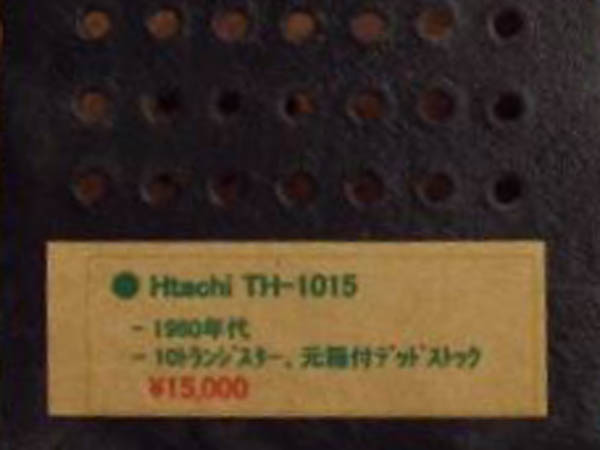 ● Htachi TH-1015
- 1960年代
- 10ﾄﾗﾝｼﾞｽﾀｰ、元箱付ﾃﾞｯﾄﾞｽﾄｯｸ
¥15,000